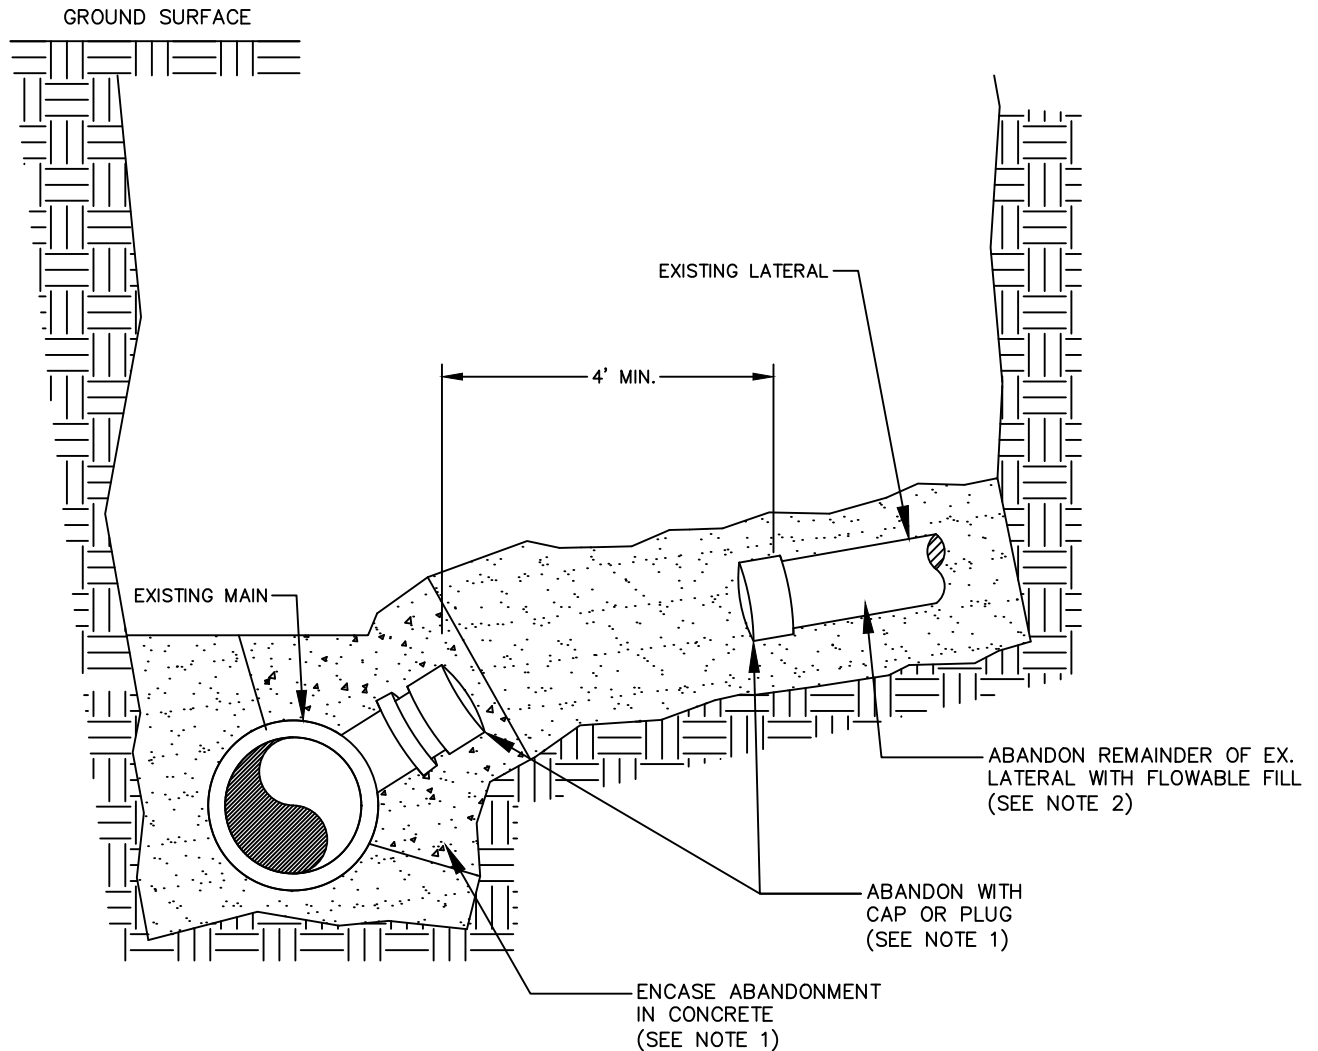 GROUND SURFACE
EXISTING LATERAL
4' MIN.
EXISTING MAIN
ABANDON REMAINDER OF EX.
LATERAL WITH FLOWABLE FILL
(SEE NOTE 2)
ABANDON WITH
CAP OR PLUG
(SEE NOTE 1)
ENCASE ABANDONMENT
IN CONCRETE
(SEE NOTE 1)